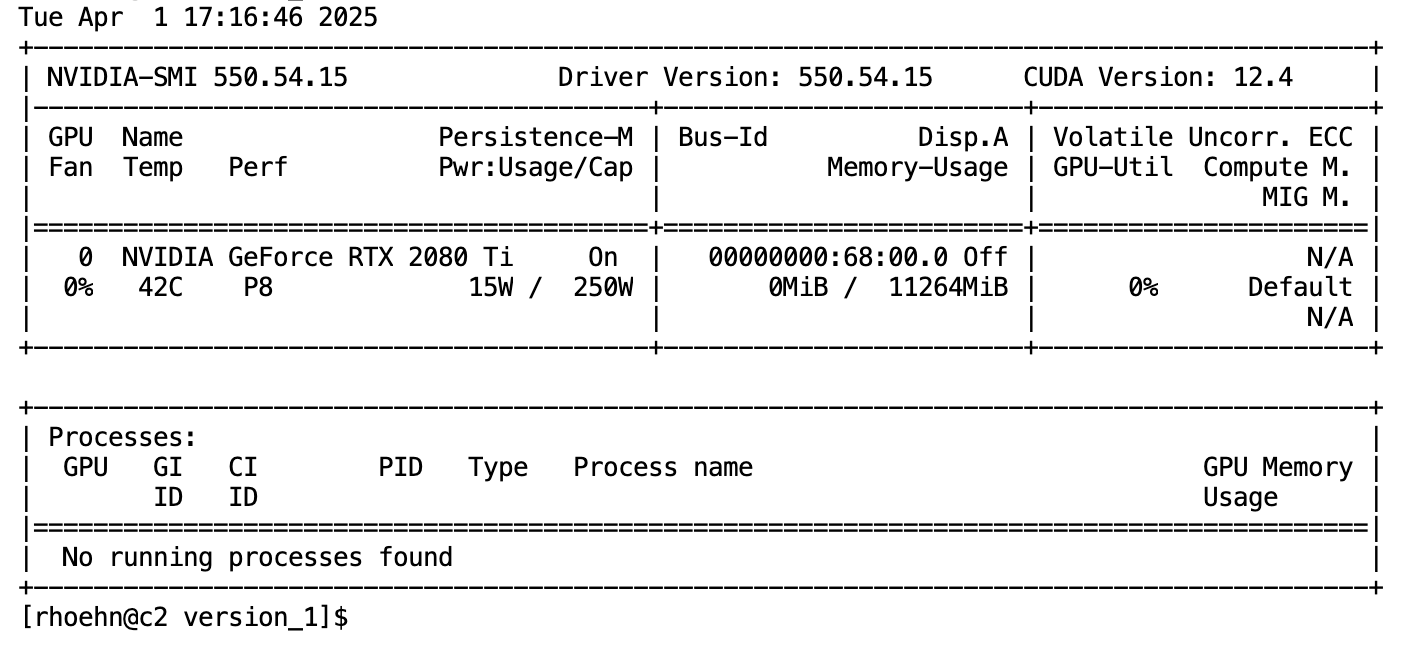 Tue Apr  1 17:16:46 2025
+-----------------------------------------------------------------------------------------+
| NVIDIA-SMI 550.54.15              Driver Version: 550.54.15      CUDA Version: 12.4     |
|-----------------------------------------+------------------------+----------------------+
| GPU  Name                 Persistence-M | Bus-Id          Disp.A | Volatile Uncorr. ECC |
| Fan  Temp   Perf          Pwr:Usage/Cap |           Memory-Usage | GPU-Util  Compute M. |
|                                         |                        |               MIG M. |
|=========================================+========================+======================|
|   0  NVIDIA GeForce RTX 2080 Ti     On  |   00000000:68:00.0 Off |                  N/A |
|  0%   42C    P8              15W /  250W |       0MiB /  11264MiB |      0%      Default |
|                                         |                        |                  N/A |
+-----------------------------------------+------------------------+----------------------+

+-----------------------------------------------------------------------------------------+
| Processes:                                                                              |
|  GPU   GI   CI        PID   Type   Process name                              GPU Memory |
|        ID   ID                                                               Usage      |
|=========================================================================================|
|  No running processes found                                                             |
+-----------------------------------------------------------------------------------------+
[rhoehn@c2 version_1]$